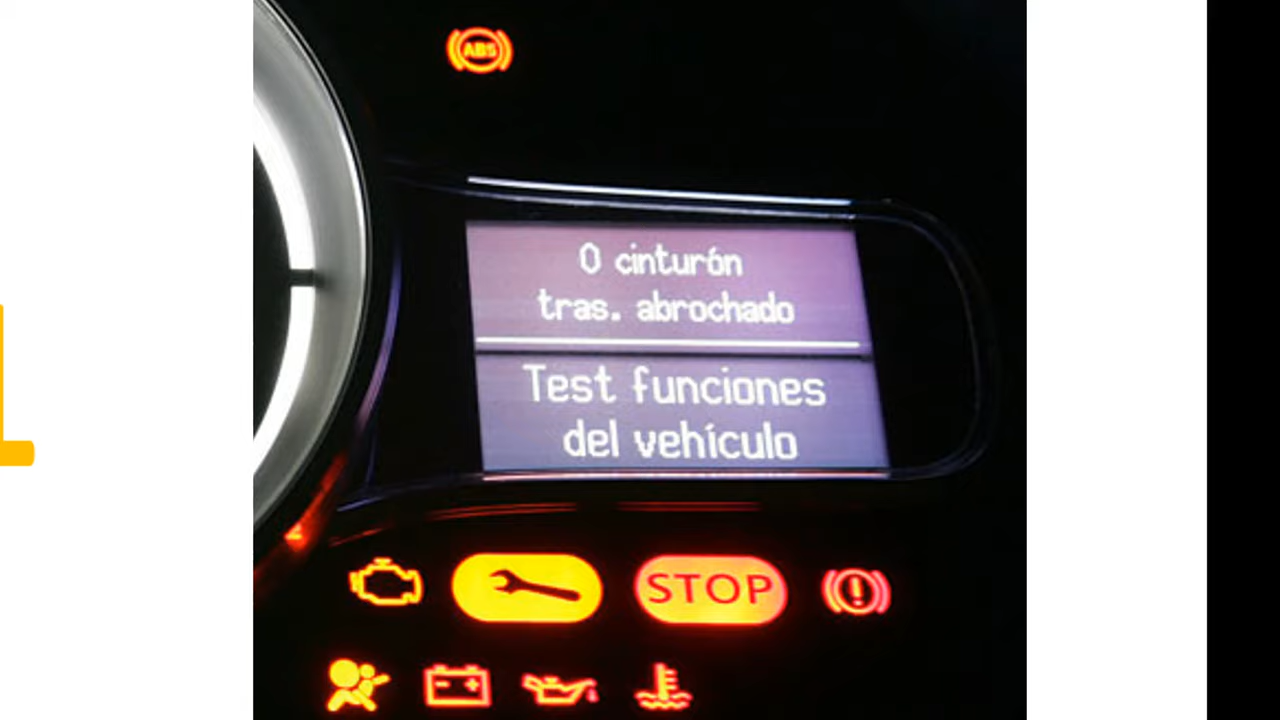 ABS
0 cinturón
tras. abrochado
Test funciones
del vehículo
STOP